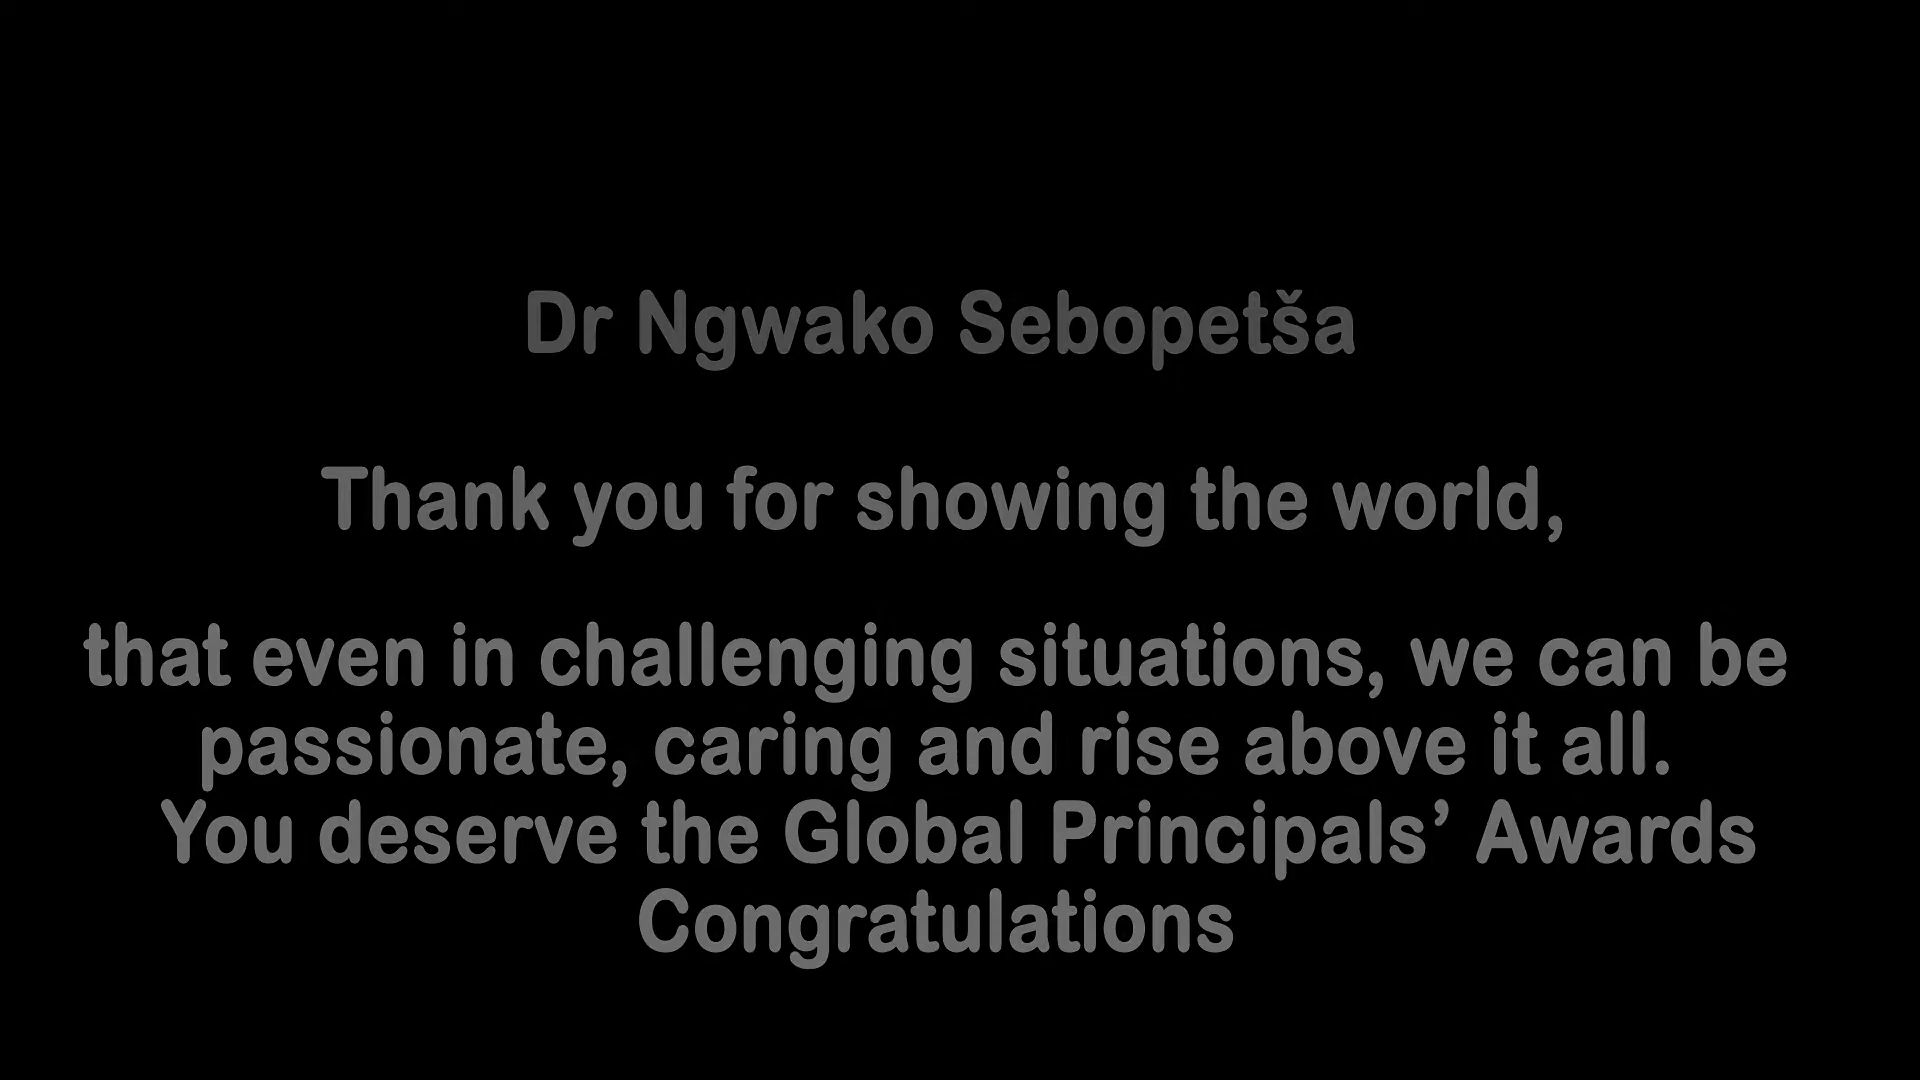 Dr Ngwako Sebopetša
Thank you for showing the world,
that even in challenging situations, we can be
passionate, caring and rise above it all.
You deserve the Global Principals’ Awards
Congratulations